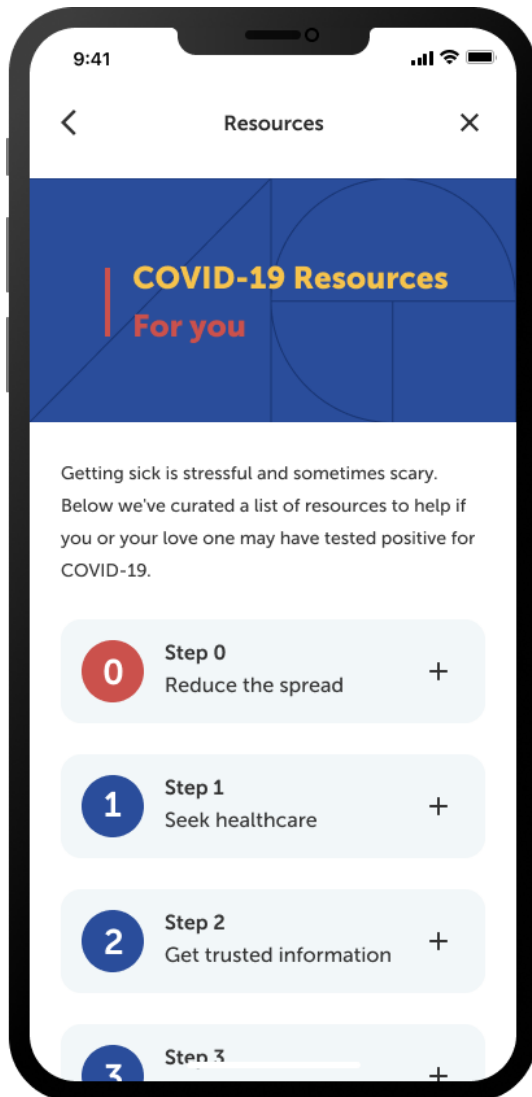 9:41
Resources
COVID-19 Resources
For you
Getting sick is stressful and sometimes scary.
Below we've curated a list of resources to help if
you or your love one may have tested positive for
COVID-19.
0
Step 0
Reduce the spread
1
Step 1
Seek healthcare
2
Step 2
Get trusted information
3
Step 3